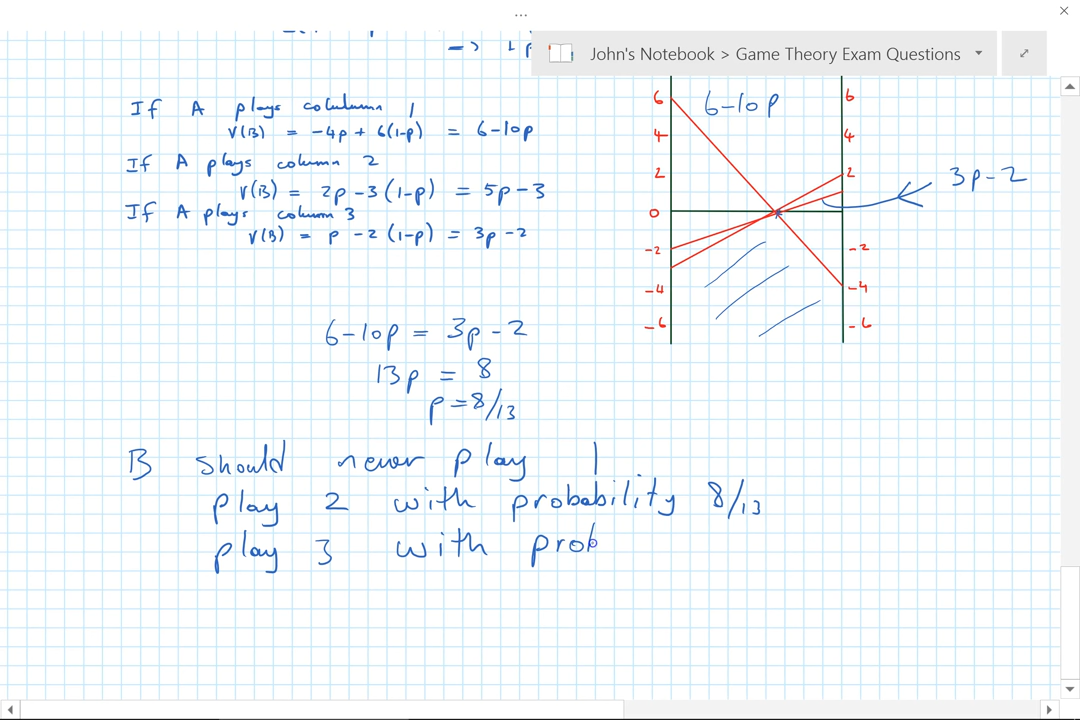 ...
John's Notebook > Game Theory Exam Questions
If A plays colulumn 1
V(B) = -4p + 6(1-p) = 6-10p
If A plays column 2
V(B) = 2p - 3(1-p) = 5p-3
If A plays column 3
V(B) = p - 2(1-p) = 3p-2
6-10p
3p-2
6
4
2
0
-2
-4
-6
6
4
2
-2
-4
-6
6-10p = 3p-2
13p = 8
p = 8/13
B should never play 1
play 2 with probability 8/13
play 3 with prob